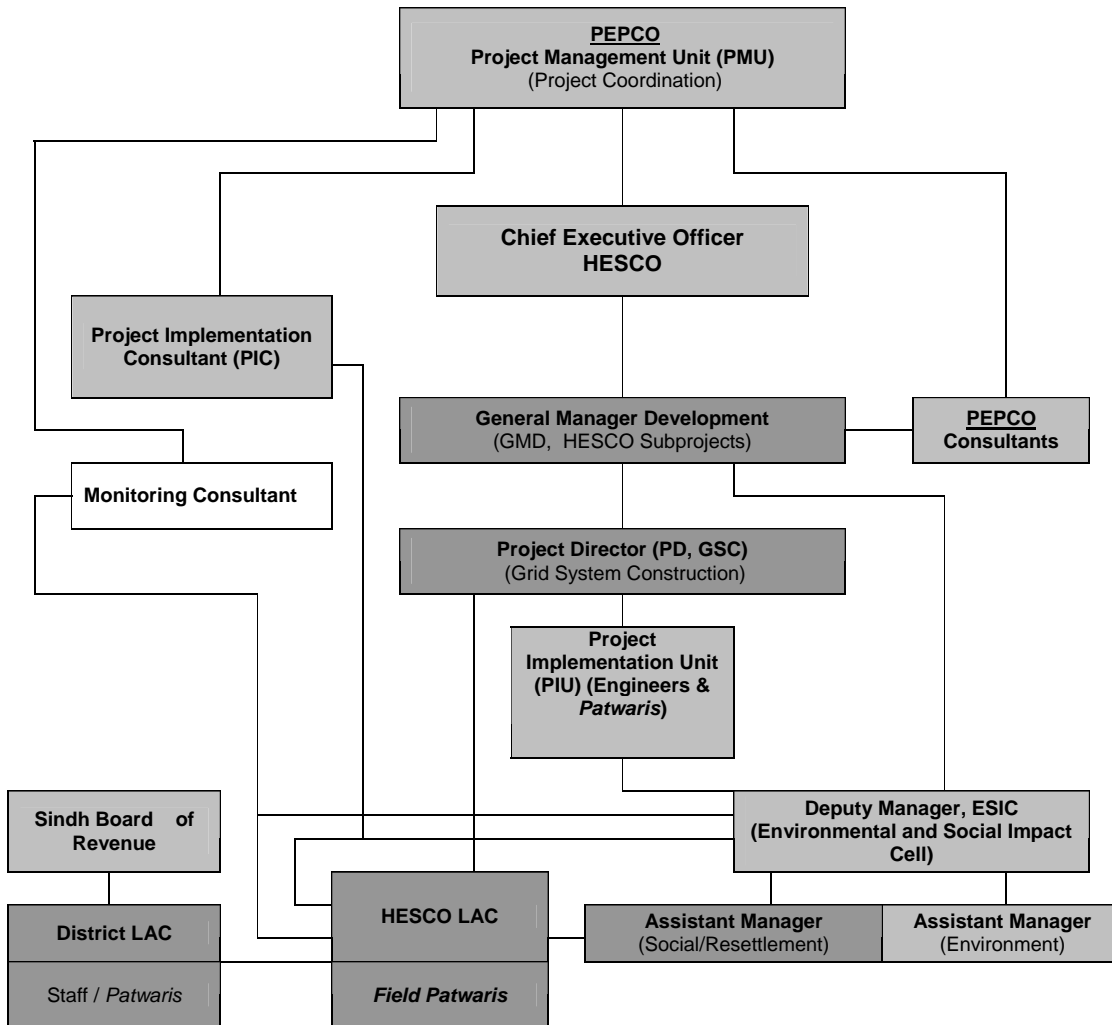 PEPCO
Project Management Unit (PMU)
(Project Coordination)
Chief Executive Officer
HESCO
Project Implementation
Consultant (PIC)
General Manager Development
(GMD, HESCO Subprojects)
PEPCO
Consultants
Monitoring Consultant
Project Director (PD, GSC)
(Grid System Construction)
Project
Implementation Unit
(PIU) (Engineers &
Patwaris)
Sindh Board of
Revenue
Deputy Manager, ESIC
(Environmental and Social Impact
Cell)
District LAC
HESCO LAC
Assistant Manager
(Social/Resettlement)
Assistant Manager
(Environment)
Staff / Patwaris
Field Patwaris